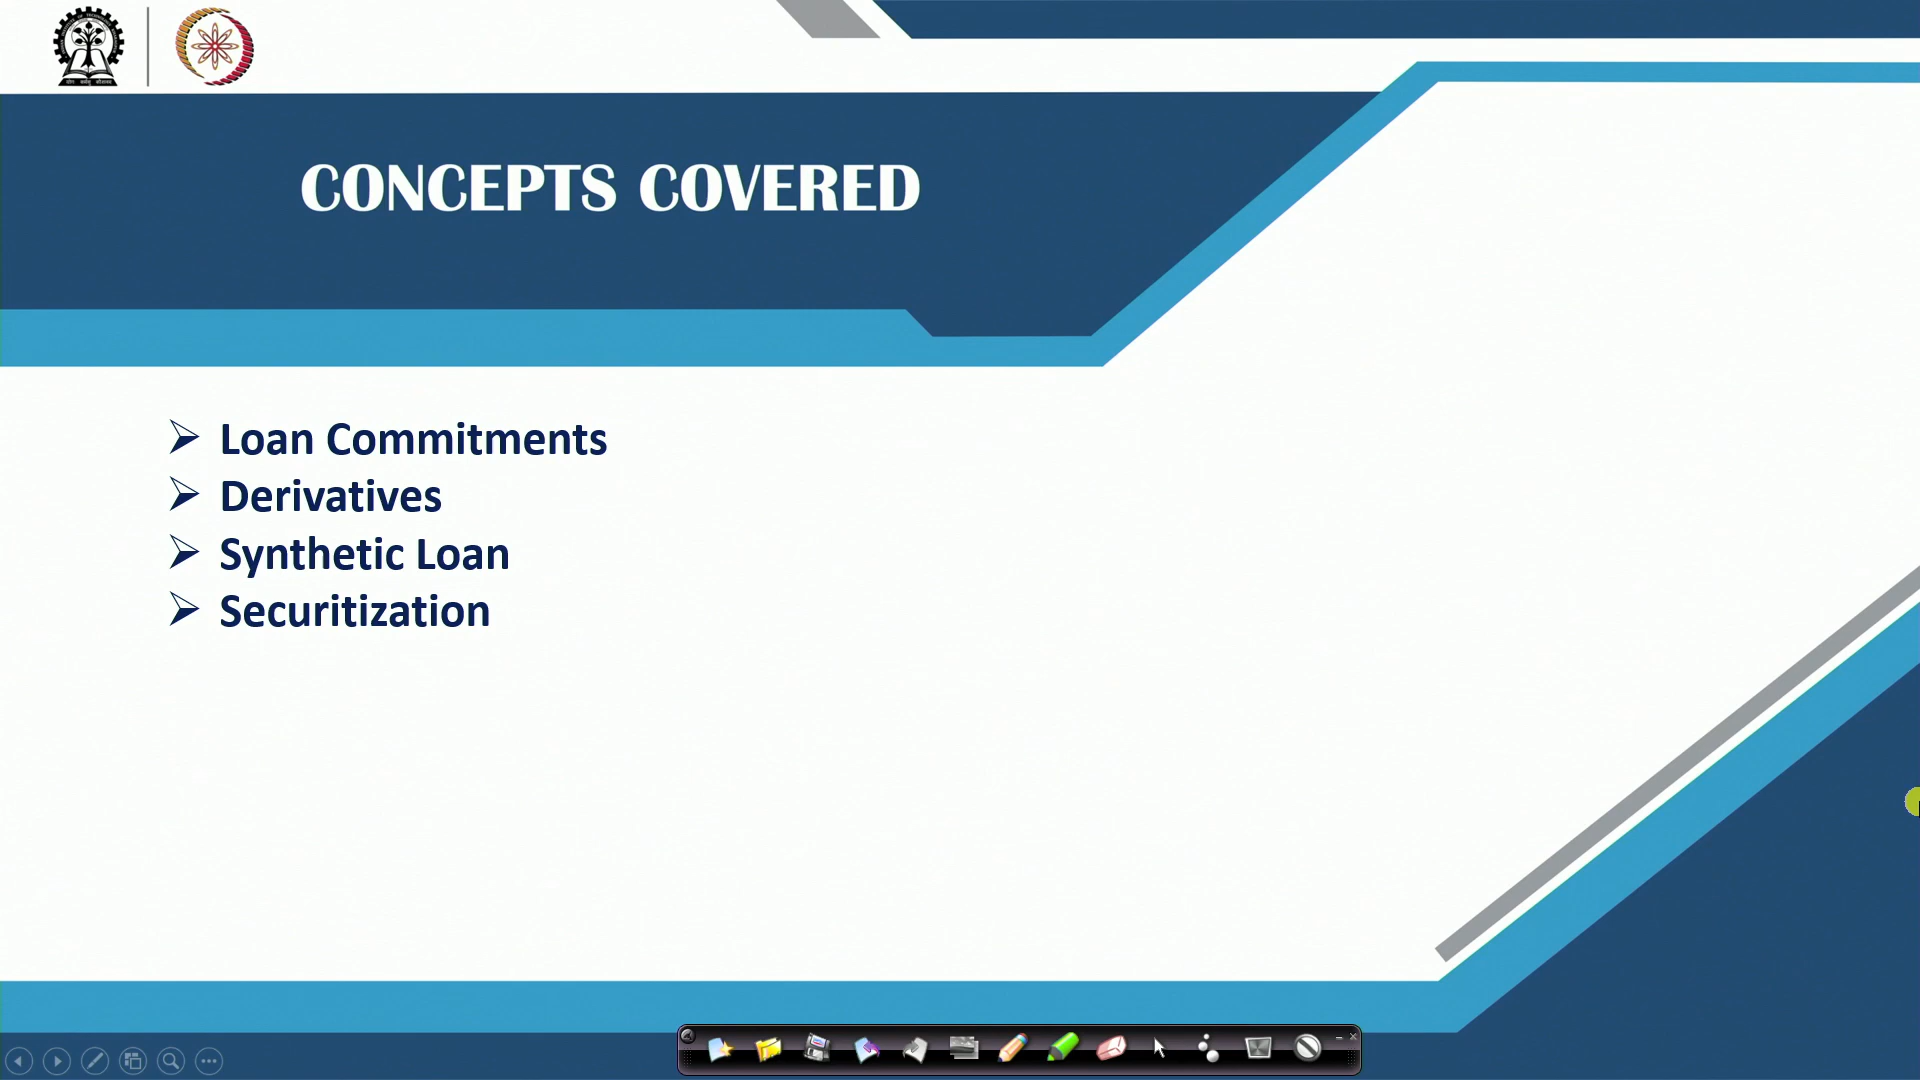 CONCEPTS COVERED
Loan Commitments
Derivatives
Synthetic Loan
Securitization